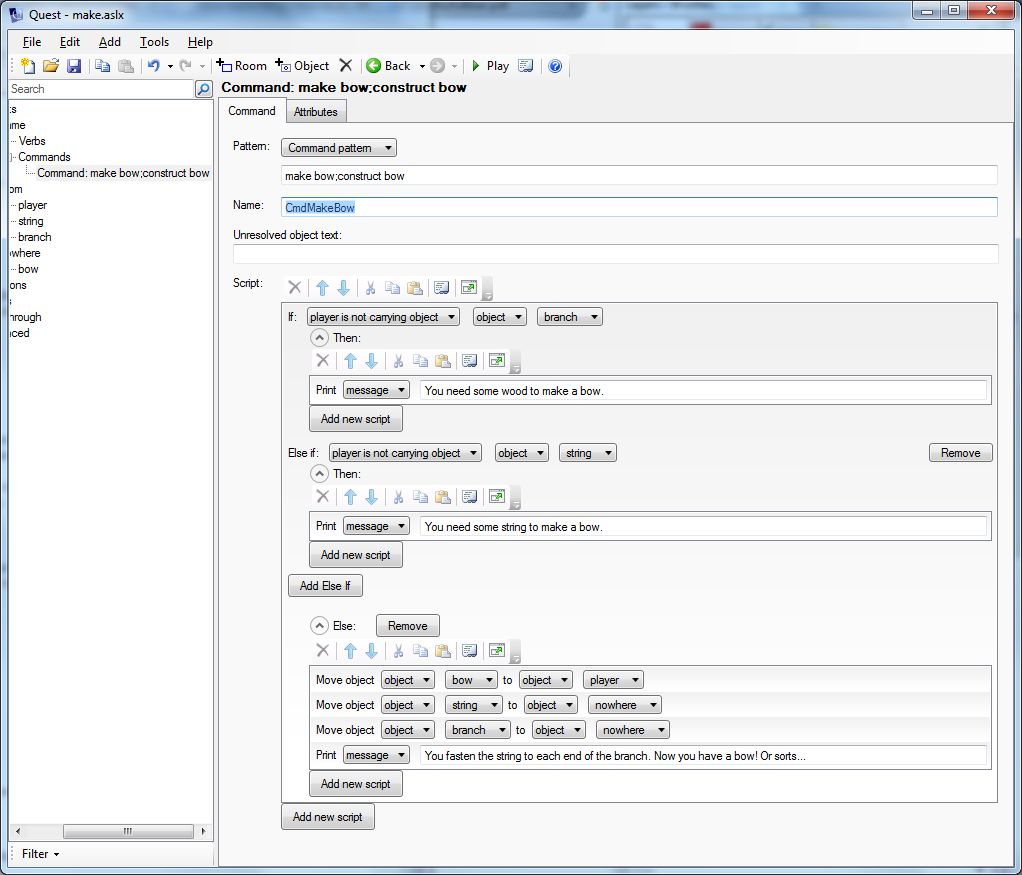 Quest - make.aslx
File Edit Add Tools Help
Room Object Back Play
Search
ts
me
Verbs
Commands
Command: make bow;construct bow
om
player
string
branch
owhere
bow
ions
s
hrough
nced
Filter
Command: make bow;construct bow
Command Attributes
Pattern: Command pattern
make bow;construct bow
Name: CmdMakeBow
Unresolved object text:
Script:
If: player is not carrying object object branch
Then:
Print message You need some wood to make a bow.
Add new script
Else if: player is not carrying object object string Remove
Then:
Print message You need some string to make a bow.
Add new script
Add Else If
Else: Remove
Move object object bow to object player
Move object object string to object nowhere
Move object object branch to object nowhere
Print message You fasten the string to each end of the branch. Now you have a bow! Or sorts...
Add new script
Add new script